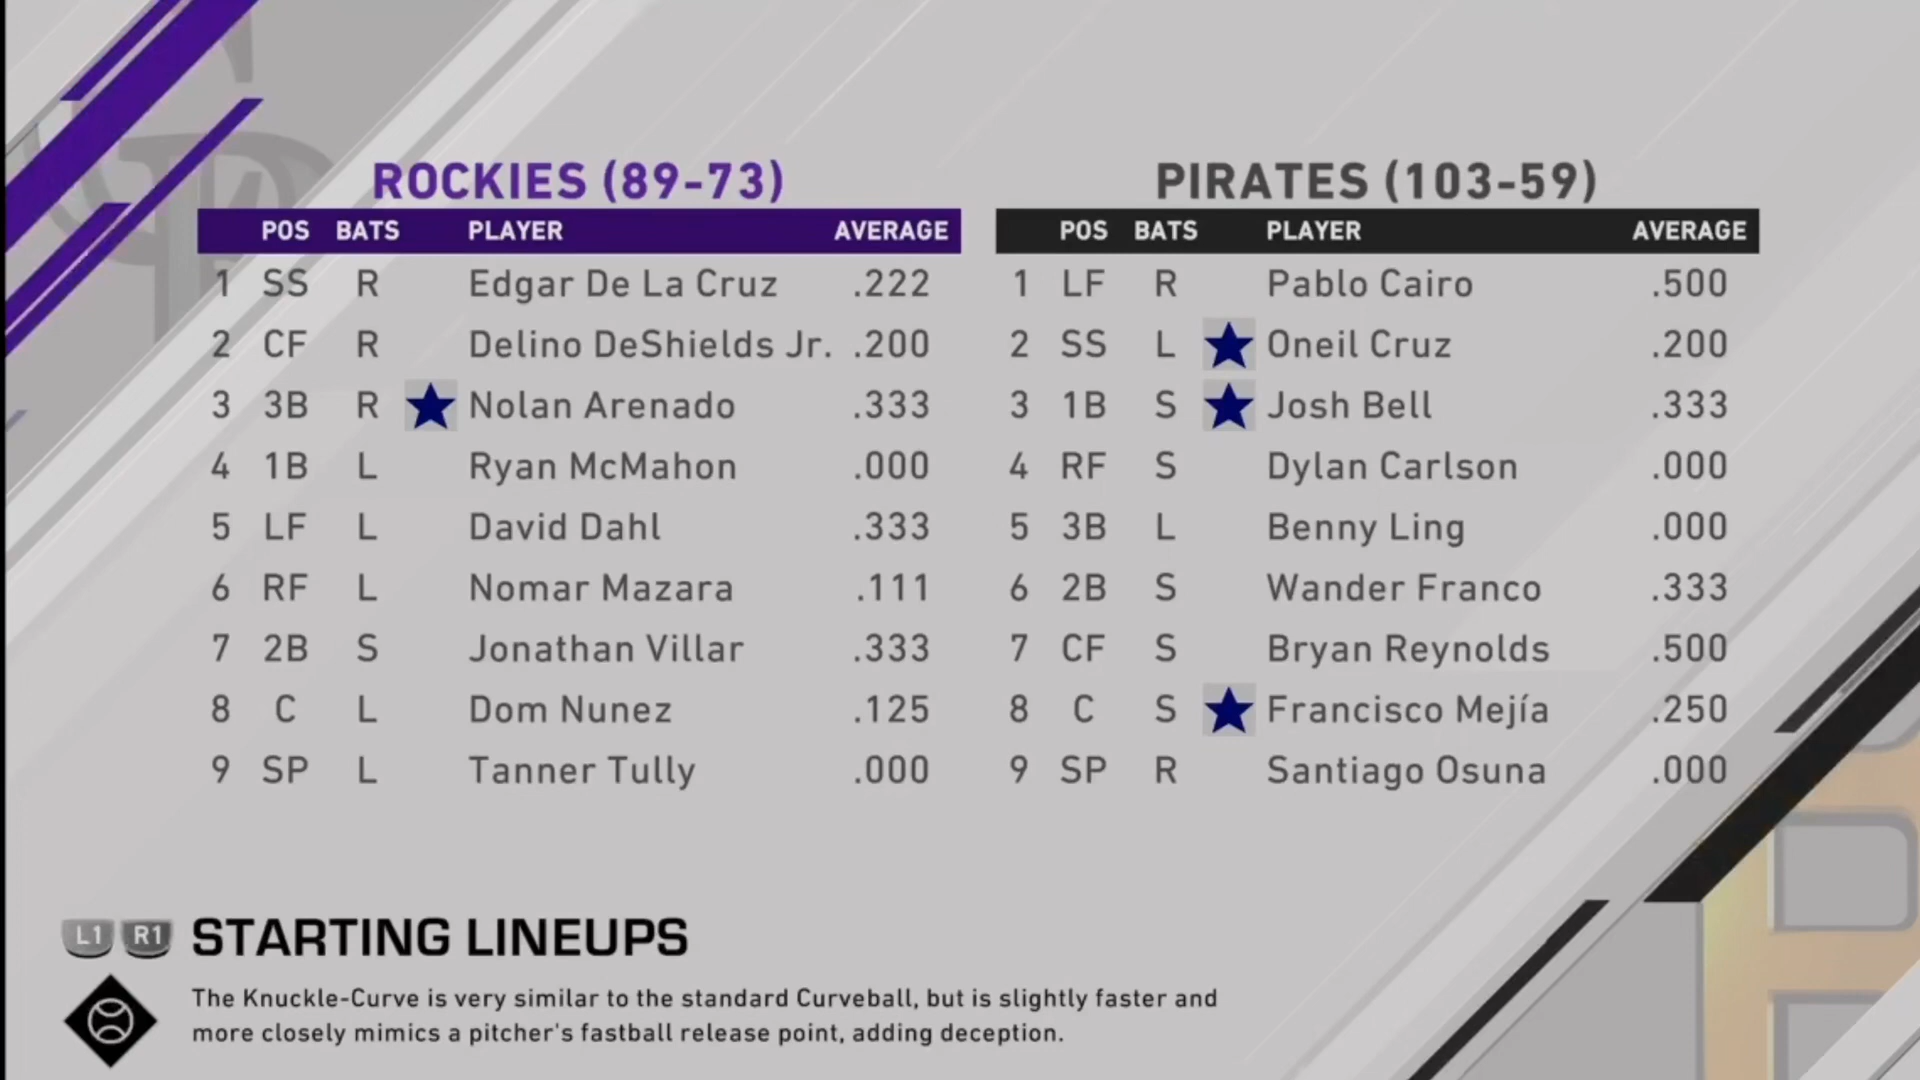 ROCKIES (89-73)
POS BATS PLAYER AVERAGE
1 SS R Edgar De La Cruz .222
2 CF R Delino DeShields Jr. .200
3 3B R Nolan Arenado .333
4 1B L Ryan McMahon .000
5 LF L David Dahl .333
6 RF L Nomar Mazara .111
7 2B S Jonathan Villar .333
8 C L Dom Nunez .125
9 SP L Tanner Tully .000
PIRATES (103-59)
POS BATS PLAYER AVERAGE
1 LF R Pablo Cairo .500
2 SS L Oneil Cruz .200
3 1B S Josh Bell .333
4 RF S Dylan Carlson .000
5 3B L Benny Ling .000
6 2B S Wander Franco .333
7 CF S Bryan Reynolds .500
8 C S Francisco Mejía .250
9 SP R Santiago Osuna .000
L1 R1 STARTING LINEUPS
The Knuckle-Curve is very similar to the standard Curveball, but is slightly faster and
more closely mimics a pitcher's fastball release point, adding deception.